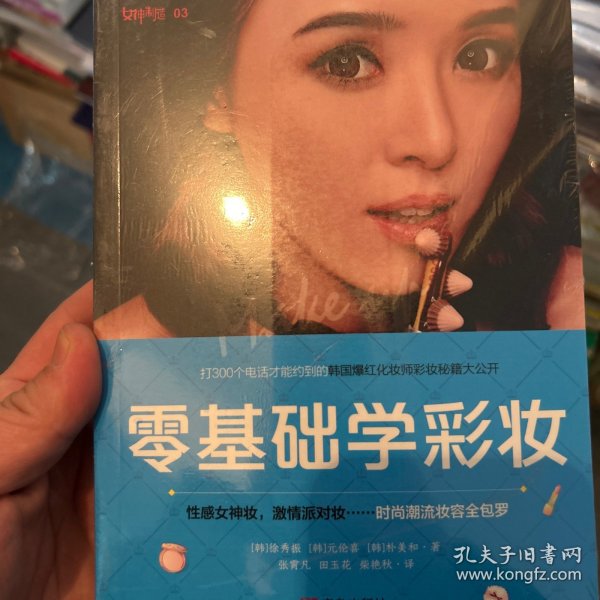 女神制造 03
Make
打300个电话才能约到的韩国爆红化妆师彩妆秘籍大公开
零基础学彩妆
性感女神妆，激情派对妆……时尚潮流妆容全包罗
[韩]徐秀振 [韩]元伦喜 [韩]朴美和·著
张霄凡 田玉花 柴艳秋·译
孔夫子旧书网
www.kongfz.com